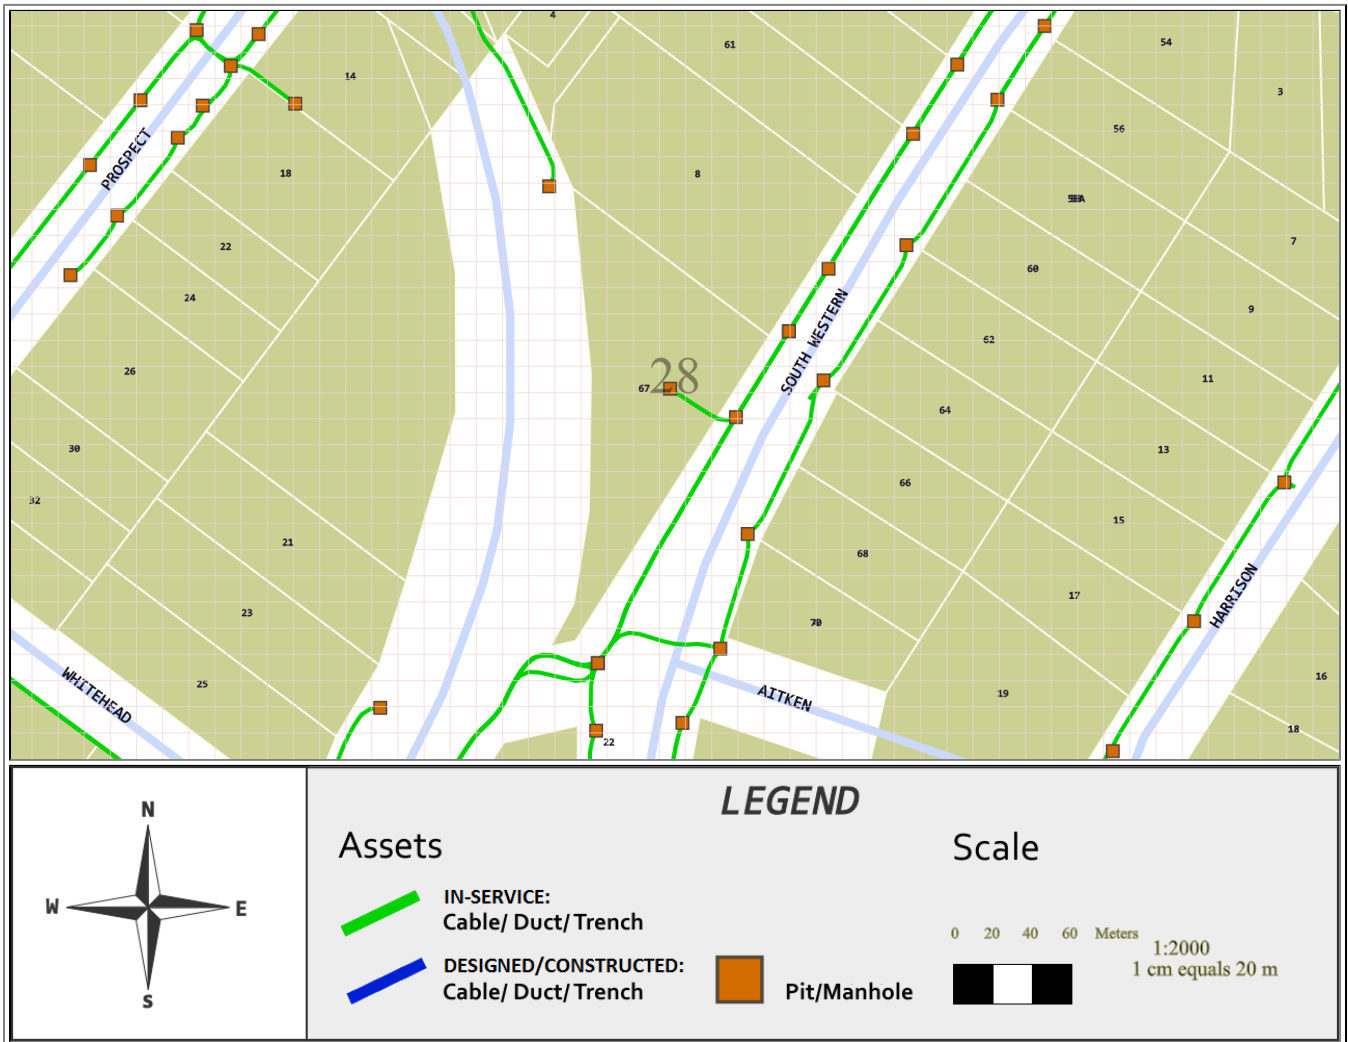 4
61
54
14
3
56
18
8
22
7
24
60
9
62
26
28
67
11
64
30
13
66
32
15
21
68
17
23
70
16
25
19
18
22
PROSPECT
SOUTH WESTERN
HARRISON
WHITEHEAD
AITKEN
N
W
E
S
LEGEND
Assets
IN-SERVICE:
Cable/ Duct/ Trench
DESIGNED/CONSTRUCTED:
Cable/ Duct/ Trench
Pit/Manhole
Scale
0 20 40 60 Meters
1:2000
1 cm equals 20 m